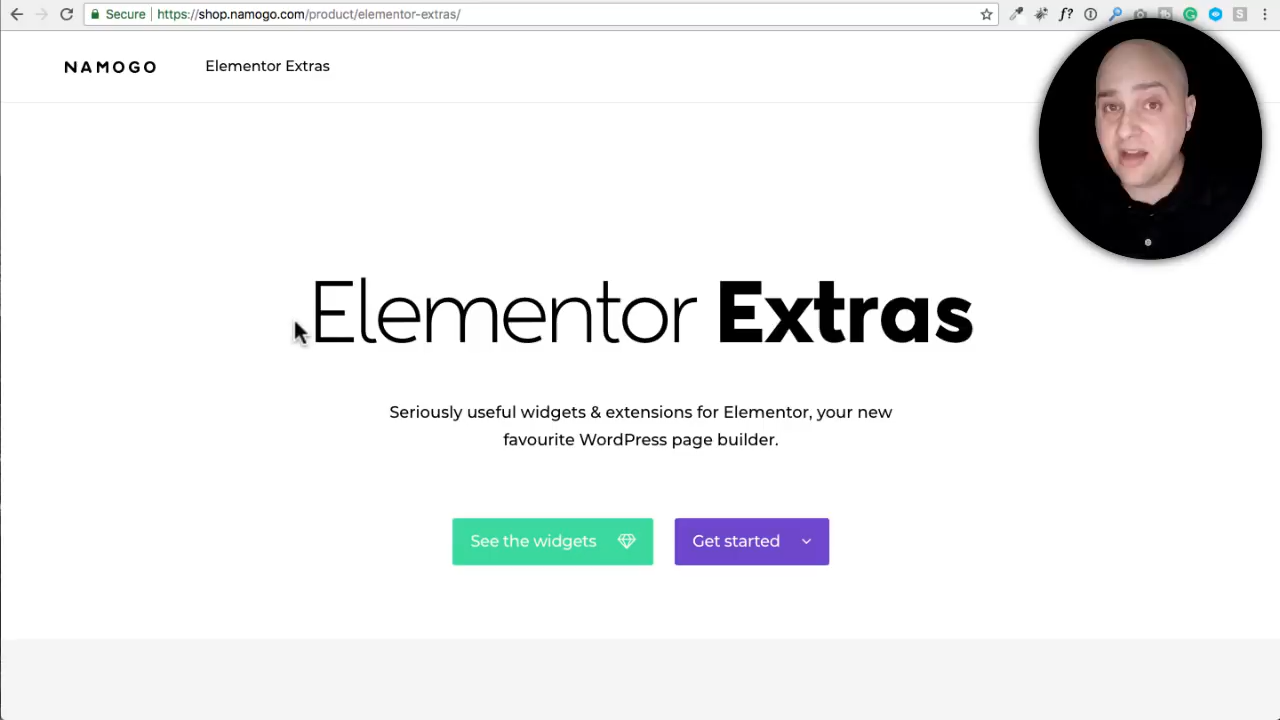 Secure
https://shop.namogo.com/product/elementor-extras/
NAMOGO
Elementor Extras
Elementor Extras
Seriously useful widgets & extensions for Elementor, your new
favourite WordPress page builder.
See the widgets
Get started